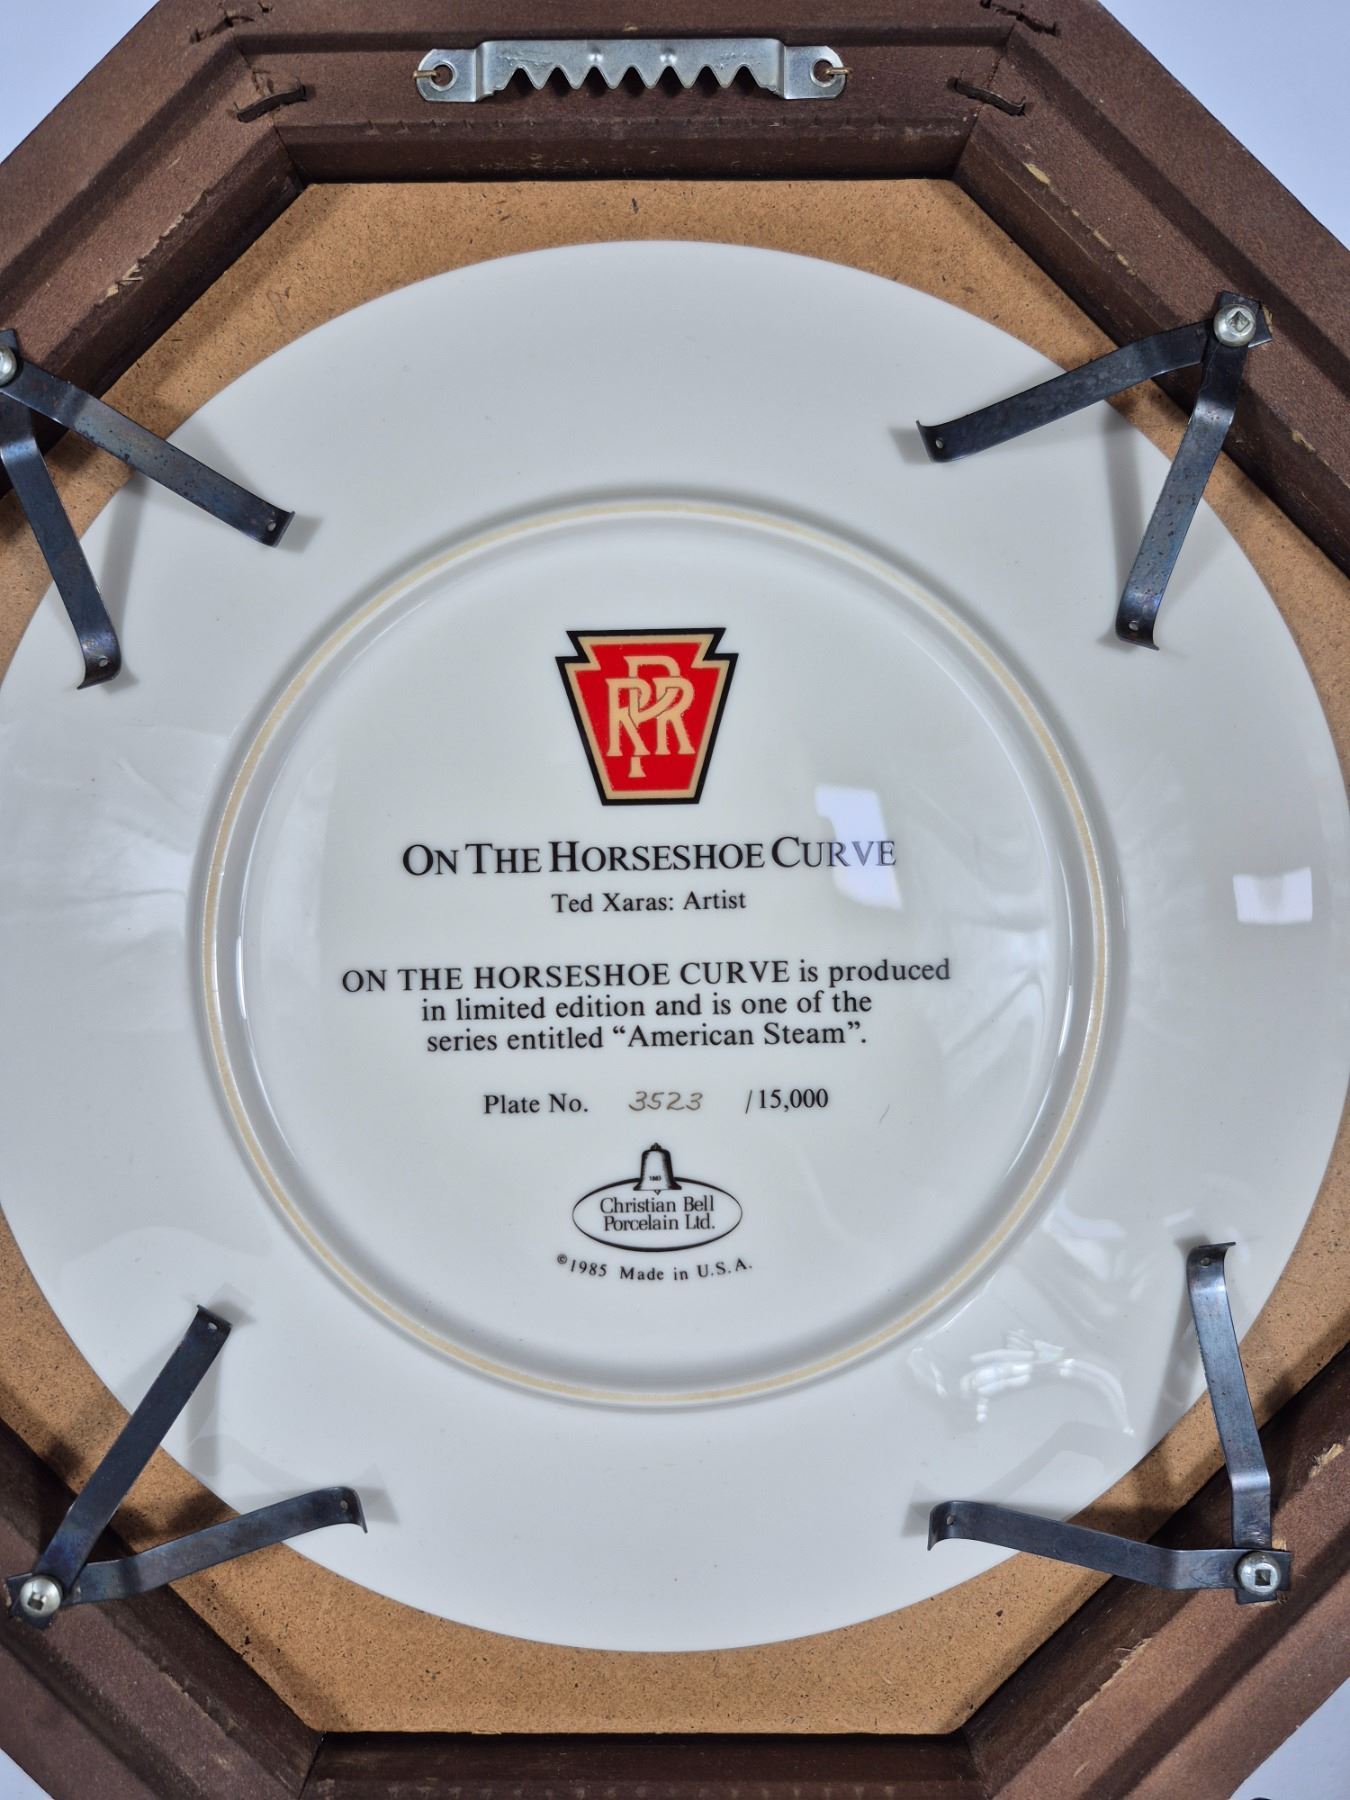 PRR
ON THE HORSESHOE CURVE
Ted Xaras: Artist
ON THE HORSESHOE CURVE is produced
in limited edition and is one of the
series entitled “American Steam”.
Plate No. 3523 /15,000
1883
Christian Bell
Porcelain Ltd.
©1985 Made in U.S.A.